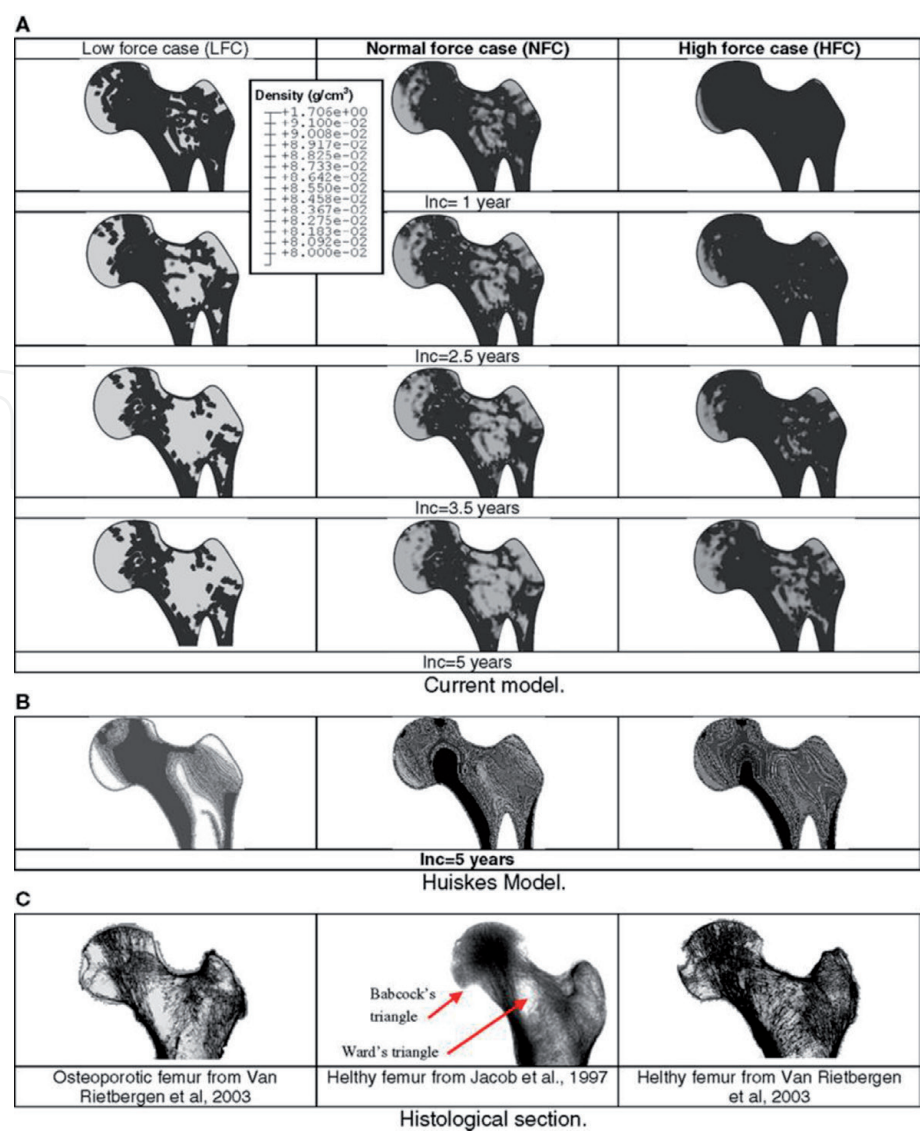 A
Low force case (LFC)
Normal force case (NFC)
High force case (HFC)
Density (g/cm³)
+1.706e+00
+9.100e-02
+9.008e-02
+8.917e-02
+8.825e-02
+8.733e-02
+8.642e-02
+8.550e-02
+8.458e-02
+8.367e-02
+8.275e-02
+8.183e-02
+8.092e-02
+8.000e-02
Inc= 1 year
Inc=2.5 years
Inc=3.5 years
Inc=5 years
Current model.
B
Inc=5 years
Huiskes Model.
C
Babcock's
triangle
Ward's triangle
Osteoporotic femur from Van
Rietbergen et al, 2003
Helthy femur from Jacob et al., 1997
Helthy femur from Van Rietbergen
et al, 2003
Histological section.